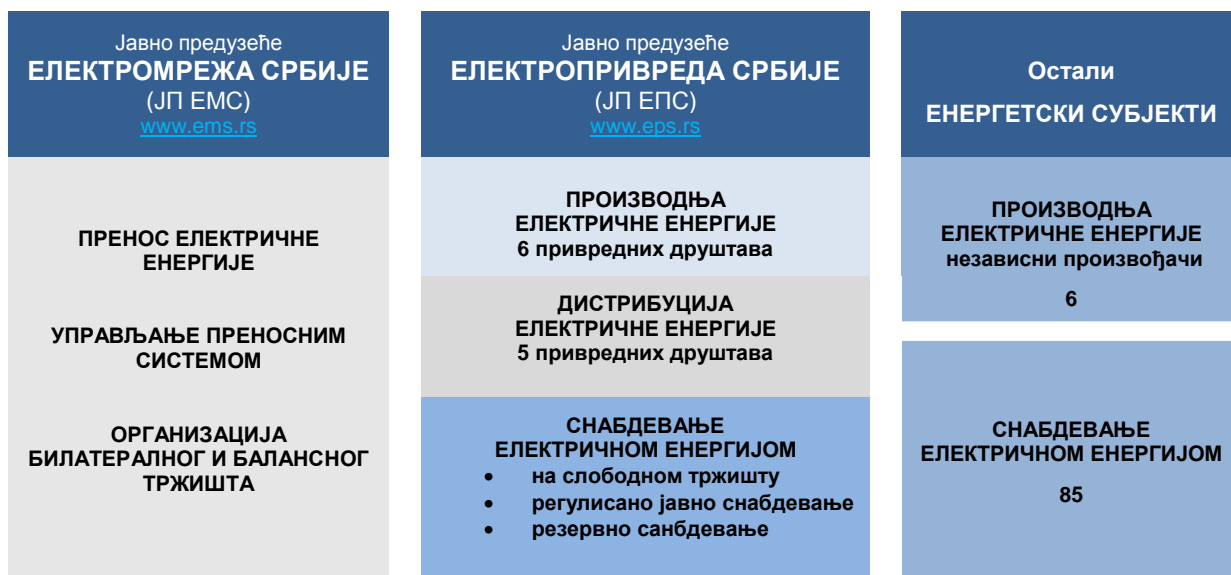 Јавно предузеће
ЕЛЕКТРОМРЕЖА СРБИЈЕ
(ЈП ЕМС)
www.ems.rs
ПРЕНОС ЕЛЕКТРИЧНЕ
ЕНЕРГИЈЕ
УПРАВЉАЊЕ ПРЕНОСНИМ
СИСТЕМОМ
ОРГАНИЗАЦИЈА
БИЛАТЕРАЛНОГ И БАЛАНСНОГ
ТРЖИШТА
Јавно предузеће
ЕЛЕКТРОПРИВРЕДА СРБИЈЕ
(ЈП ЕПС)
www.eps.rs
ПРОИЗВОДЊА
ЕЛЕКТРИЧНЕ ЕНЕРГИЈЕ
6 привредних друштава
ДИСТРИБУЦИЈА
ЕЛЕКТРИЧНЕ ЕНЕРГИЈЕ
5 привредних друштава
СНАБДЕВАЊЕ
ЕЛЕКТРИЧНОМ ЕНЕРГИЈОМ
• на слободном тржишту
• регулисано јавно снабдевање
• резервно санбдевање
Остали
ЕНЕРГЕТСКИ СУБЈЕКТИ
ПРОИЗВОДЊА
ЕЛЕКТРИЧНЕ ЕНЕРГИЈЕ
независни произвођачи
6
СНАБДЕВАЊЕ
ЕЛЕКТРИЧНОМ ЕНЕРГИЈОМ
85